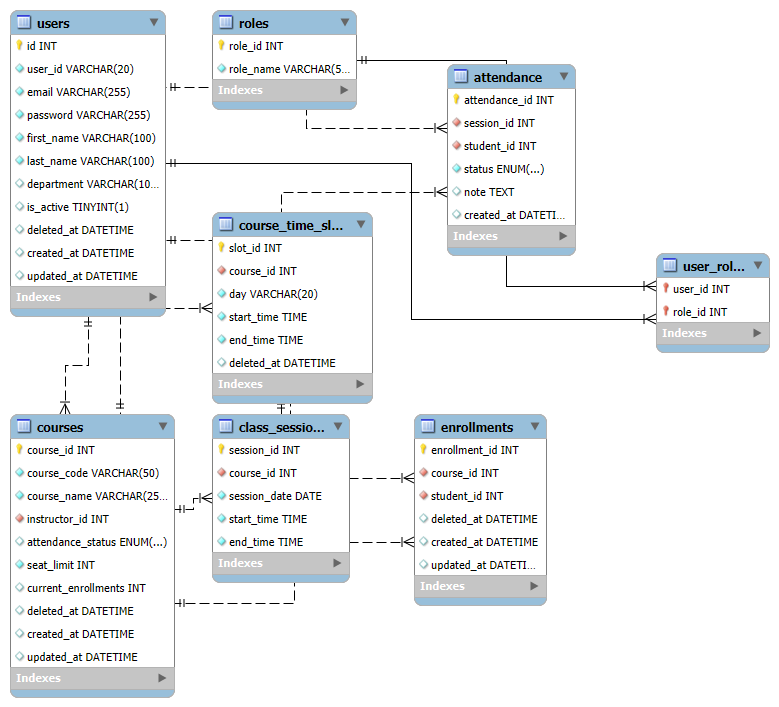 users
id INT
user_id VARCHAR(20)
email VARCHAR(255)
password VARCHAR(255)
first_name VARCHAR(100)
last_name VARCHAR(100)
department VARCHAR(10...
is_active TINYINT(1)
deleted_at DATETIME
created_at DATETIME
updated_at DATETIME
Indexes
roles
role_id INT
role_name VARCHAR(5...
Indexes
attendance
attendance_id INT
session_id INT
student_id INT
status ENUM(...)
note TEXT
created_at DATETI...
Indexes
course_time_sl...
slot_id INT
course_id INT
day VARCHAR(20)
start_time TIME
end_time TIME
deleted_at DATETIME
Indexes
user_rol...
user_id INT
role_id INT
Indexes
courses
course_id INT
course_code VARCHAR(50)
course_name VARCHAR(25...
instructor_id INT
attendance_status ENUM(...)
seat_limit INT
current_enrollments INT
deleted_at DATETIME
created_at DATETIME
updated_at DATETIME
Indexes
class_sessio...
session_id INT
course_id INT
session_date DATE
start_time TIME
end_time TIME
Indexes
enrollments
enrollment_id INT
course_id INT
student_id INT
deleted_at DATETIME
created_at DATETIME
updated_at DATETI...
Indexes